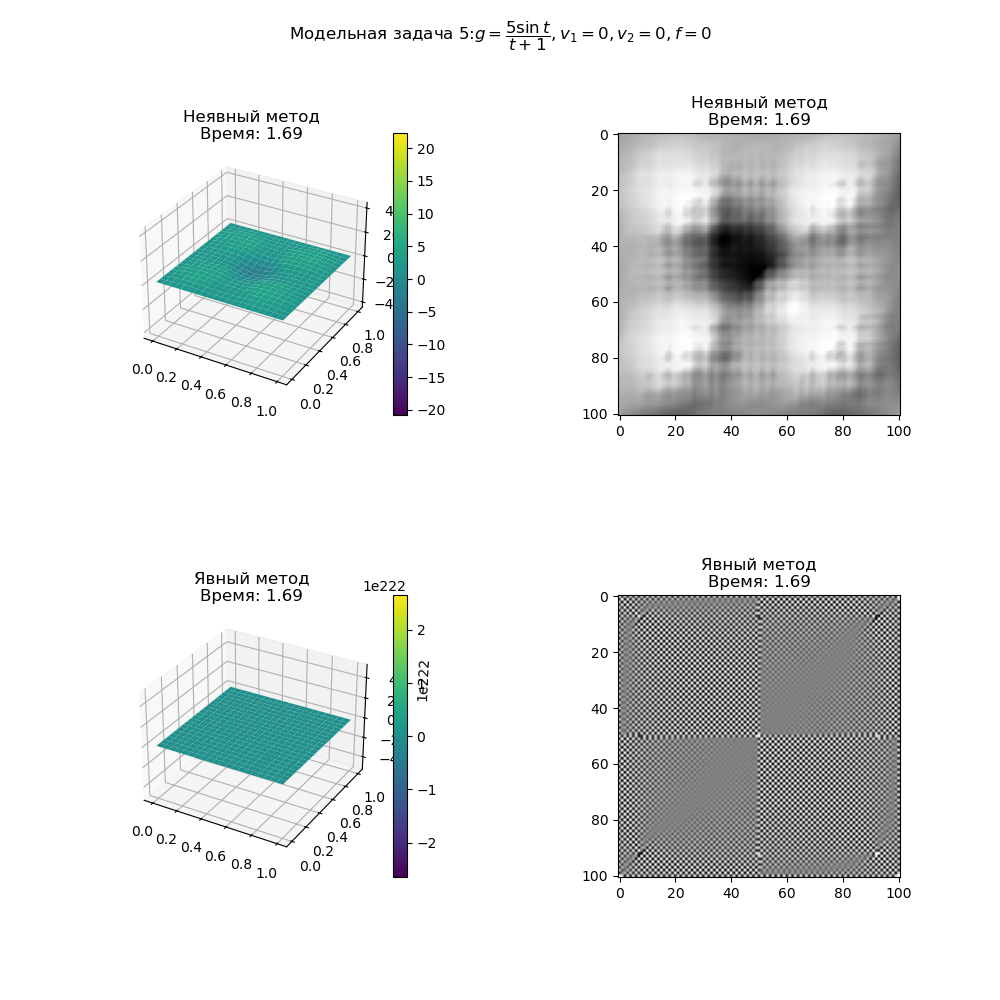 Модельная задача 5:$g = \dfrac{5\sin t}{t+1}, v_1 = 0, v_2 = 0, f = 0$
Неявный метод
Время: 1.69
4
2
0
−2
−4
0.0 0.2 0.4 0.6 0.8 1.0
0.0 0.2 0.4 0.6 0.8 1.0
20
15
10
5
0
−5
−10
−15
−20
Неявный метод
Время: 1.69
0
20
40
60
80
100
0 20 40 60 80 100
Явный метод
Время: 1.69
1e222
2
1e222
0
−1
−2
0.0 0.2 0.4 0.6 0.8 1.0
0.0 0.2 0.4 0.6 0.8 1.0
Явный метод
Время: 1.69
0
20
40
60
80
100
0 20 40 60 80 100